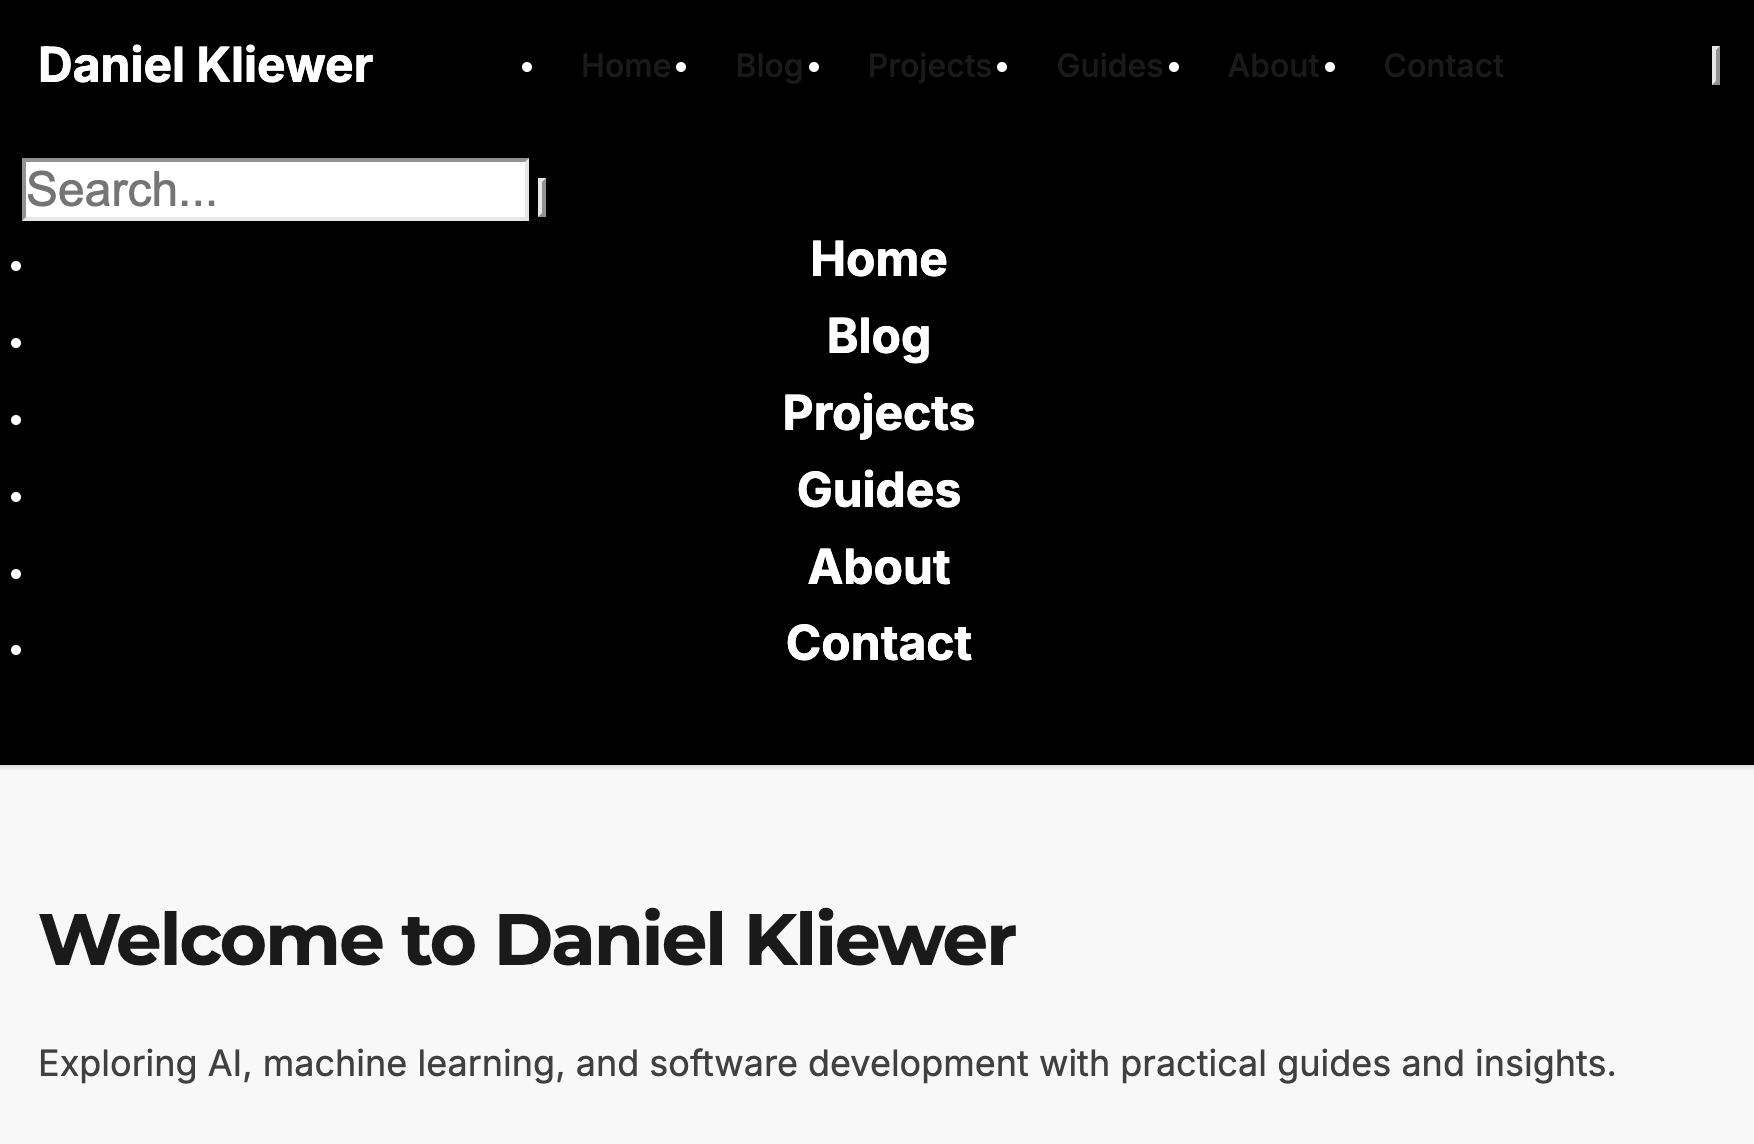 Daniel Kliewer
• Home • Blog • Projects • Guides • About • Contact
Search...
• Home
• Blog
• Projects
• Guides
• About
• Contact
Welcome to Daniel Kliewer
Exploring AI, machine learning, and software development with practical guides and insights.